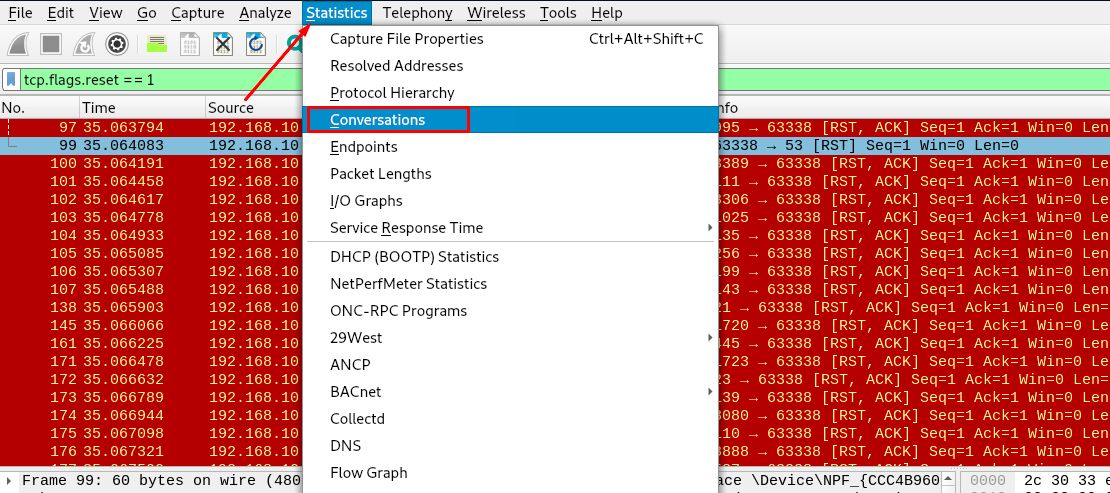 File Edit View Go Capture Analyze Statistics Telephony Wireless Tools Help
Capture File Properties Ctrl+Alt+Shift+C
Resolved Addresses
Protocol Hierarchy
Conversations
Endpoints
Packet Lengths
I/O Graphs
Service Response Time
DHCP (BOOTP) Statistics
NetPerfMeter Statistics
ONC-RPC Programs
29West
ANCP
BACnet
Collectd
DNS
Flow Graph
tcp.flags.reset == 1
No. Time Source nfo
97 35.063794 192.168.10 995 → 63338 [RST, ACK] Seq=1 Ack=1 Win=0 Len
99 35.064083 192.168.10 63338 → 53 [RST] Seq=1 Win=0 Len=0
100 35.064191 192.168.10 3389 → 63338 [RST, ACK] Seq=1 Ack=1 Win=0 Le
101 35.064458 192.168.10 111 → 63338 [RST, ACK] Seq=1 Ack=1 Win=0 Len
102 35.064617 192.168.10 3306 → 63338 [RST, ACK] Seq=1 Ack=1 Win=0 Le
103 35.064778 192.168.10 1025 → 63338 [RST, ACK] Seq=1 Ack=1 Win=0 Le
104 35.064933 192.168.10 135 → 63338 [RST, ACK] Seq=1 Ack=1 Win=0 Len
105 35.065085 192.168.10 256 → 63338 [RST, ACK] Seq=1 Ack=1 Win=0 Len
106 35.065307 192.168.10 199 → 63338 [RST, ACK] Seq=1 Ack=1 Win=0 Len
107 35.065488 192.168.10 143 → 63338 [RST, ACK] Seq=1 Ack=1 Win=0 Len
138 35.065903 192.168.10 21 → 63338 [RST, ACK] Seq=1 Ack=1 Win=0 Len=
145 35.066066 192.168.10 1720 → 63338 [RST, ACK] Seq=1 Ack=1 Win=0 Le
161 35.066225 192.168.10 445 → 63338 [RST, ACK] Seq=1 Ack=1 Win=0 Len
171 35.066478 192.168.10 1723 → 63338 [RST, ACK] Seq=1 Ack=1 Win=0 Le
172 35.066632 192.168.10 23 → 63338 [RST, ACK] Seq=1 Ack=1 Win=0 Len=
173 35.066789 192.168.10 139 → 63338 [RST, ACK] Seq=1 Ack=1 Win=0 Len
174 35.066944 192.168.10 8080 → 63338 [RST, ACK] Seq=1 Ack=1 Win=0 Le
175 35.067098 192.168.10 110 → 63338 [RST, ACK] Seq=1 Ack=1 Win=0 Len
176 35.067321 192.168.10 8888 → 63338 [RST, ACK] Seq=1 Ack=1 Win=0 Le
Frame 99: 60 bytes on wire (480 ace \Device\NPF_{CCC4B960 0000 2c 30 33 e